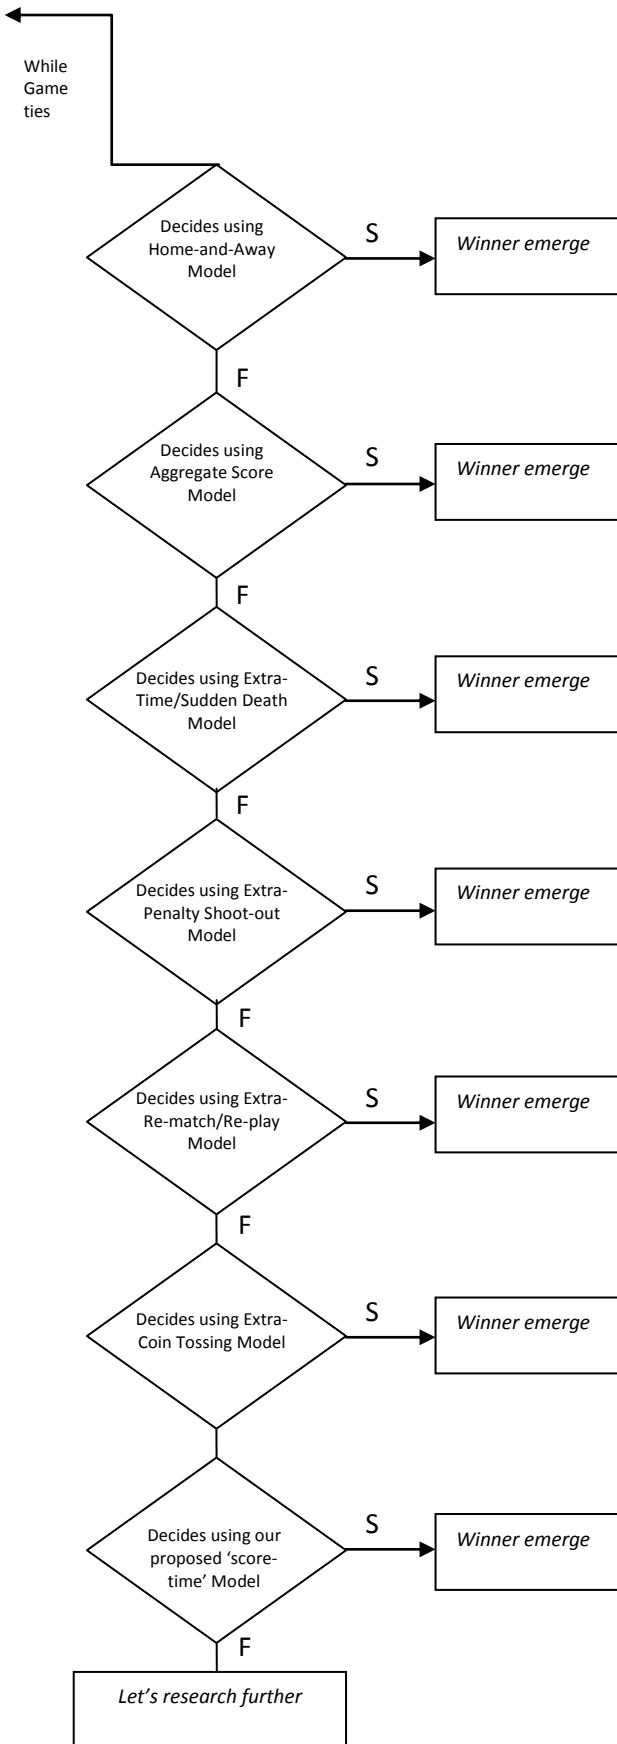 While
Game
ties
Decides using
Home-and-Away
Model
S
Winner emerge
F
Decides using
Aggregate Score
Model
S
Winner emerge
F
Decides using Extra-
Time/Sudden Death
Model
S
Winner emerge
F
Decides using Extra-
Penalty Shoot-out
Model
S
Winner emerge
F
Decides using Extra-
Re-match/Re-play
Model
S
Winner emerge
F
Decides using Extra-
Coin Tossing Model
S
Winner emerge
Decides using our
proposed ‘score-
time’ Model
S
Winner emerge
F
Let’s research further